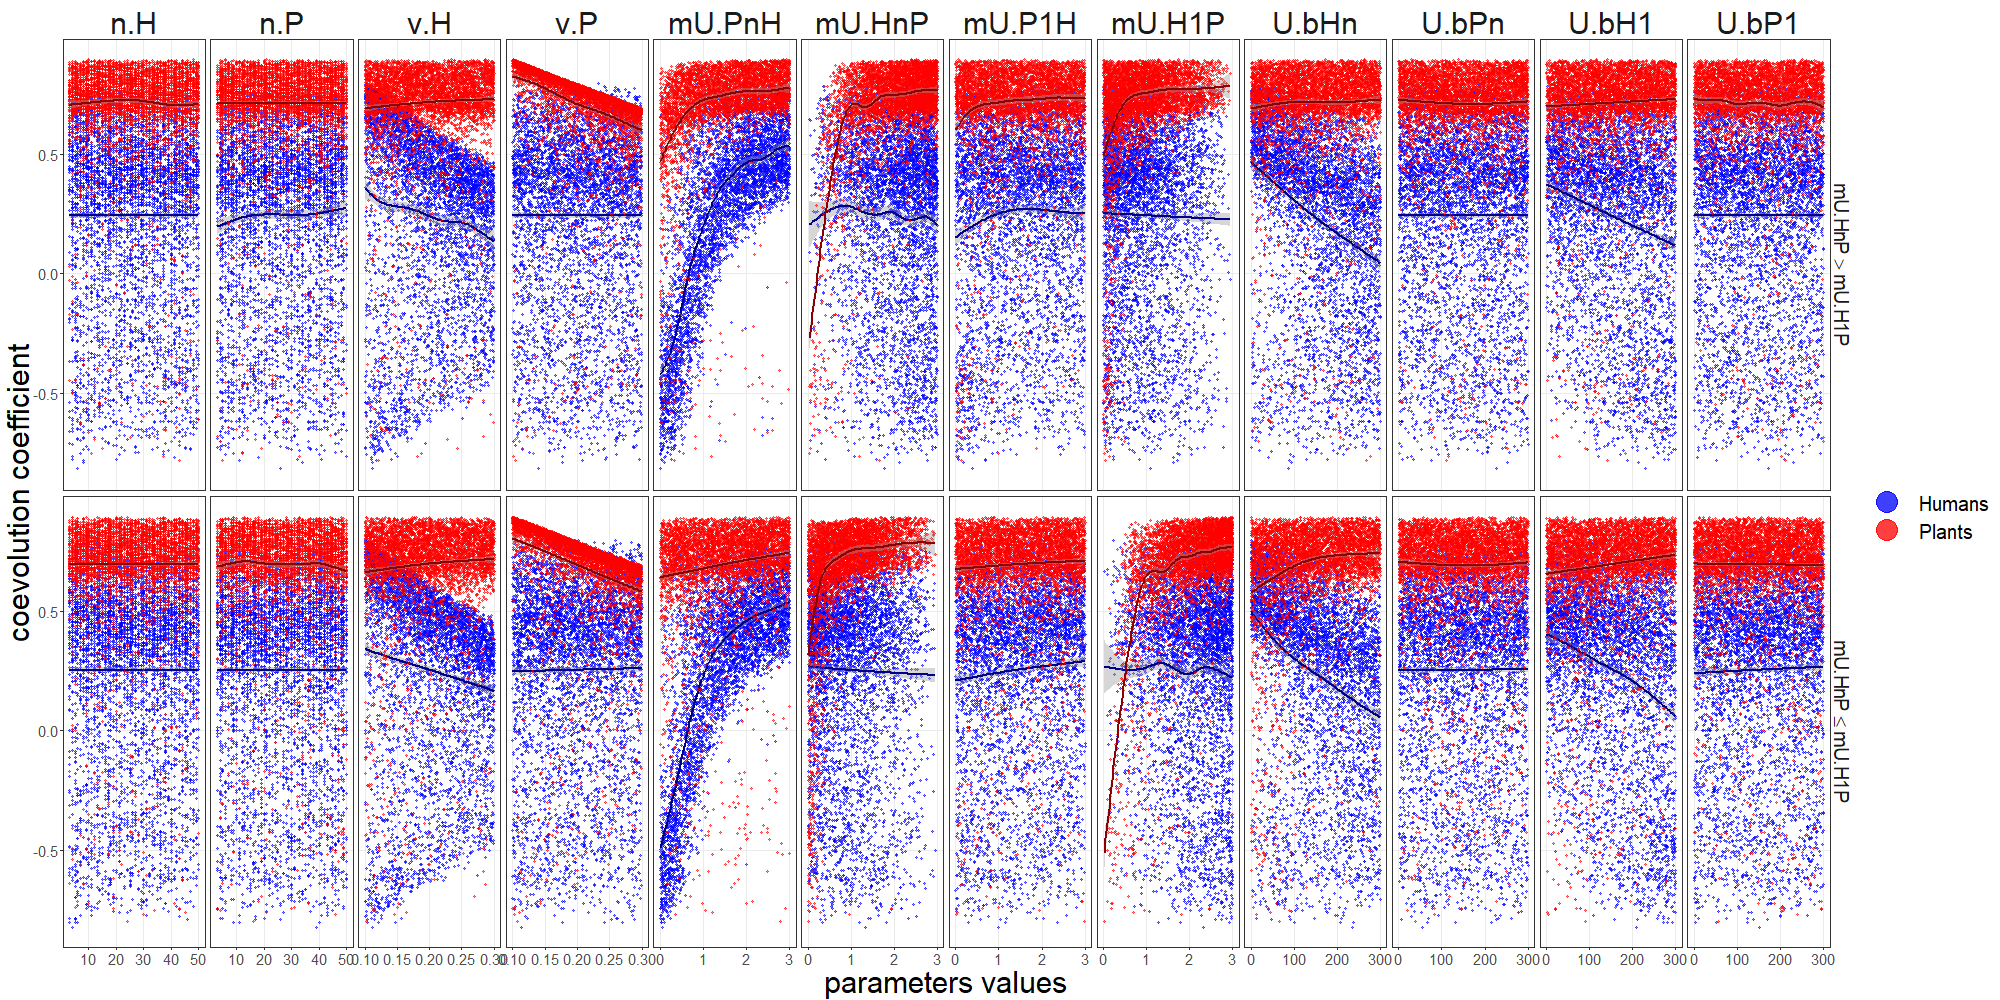 n.H n.P v.H v.P mU.PnH mU.HnP mU.P1H mU.H1P U.bHn U.bPn U.bH1 U.bP1
0.5
0.0
-0.5
mU.HnP > mU.H1P
coevolution coefficient
Humans
Plants
0.5
0.0
-0.5
mU.HnP ≤ mU.H1P
10 20 30 40 50 10 20 30 40 50 0.10 0.15 0.20 0.25 0.30 0.10 0.15 0.20 0.25 0.30 0 1 2 3 0 1 2 3 0 1 2 3 0 1 2 3 0 100 200 300 0 100 200 300 0 100 200 300 0 100 200 300
parameters values